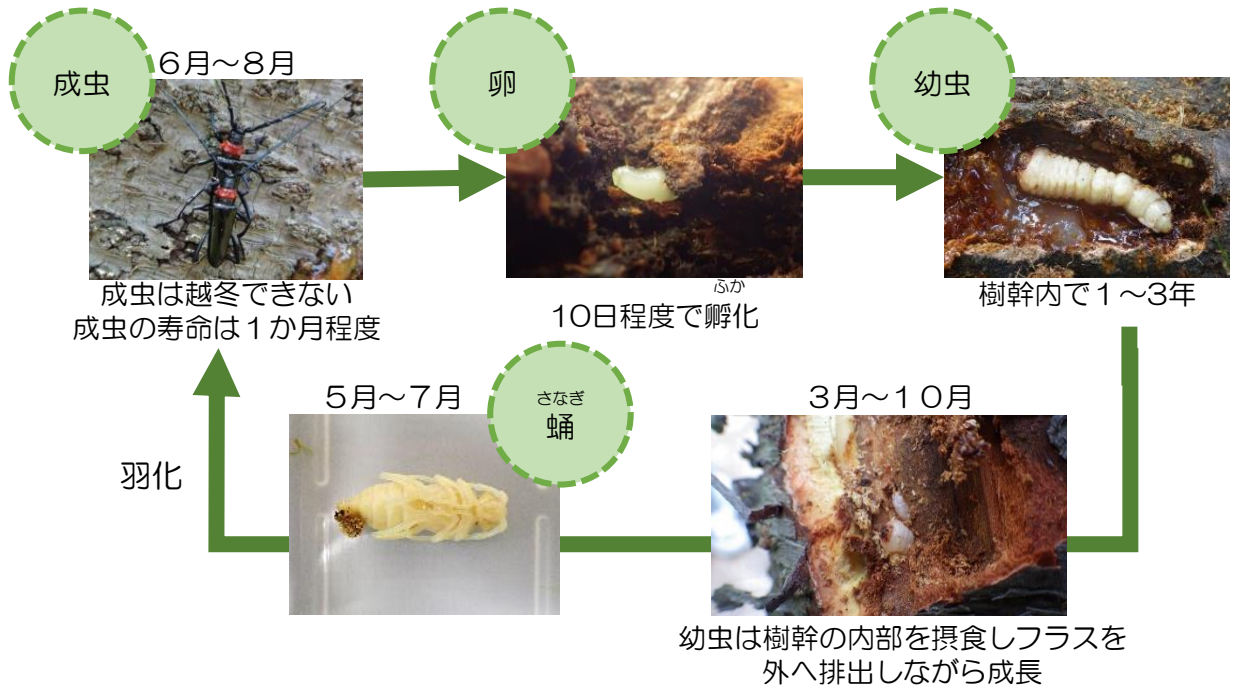 成虫
6月～8月
成虫は越冬できない
成虫の寿命は１か月程度
卵
ふか
10日程度で孵化
幼虫
樹幹内で１～3年
3月～１０月
幼虫は樹幹の内部を摂食しフラスを
外へ排出しながら成長
さなぎ
蛹
５月～７月
羽化